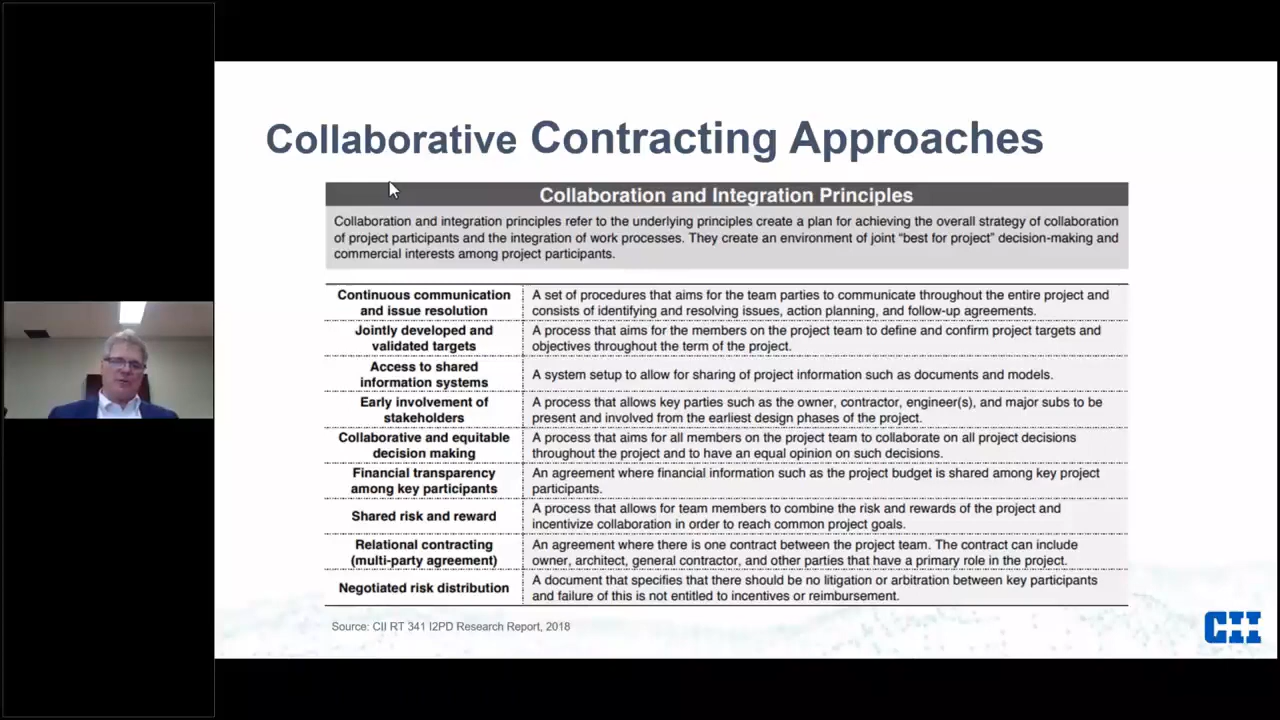 Collaborative Contracting Approaches
Collaboration and Integration Principles
Collaboration and integration principles refer to the underlying principles create a plan for achieving the overall strategy of collaboration
of project participants and the integration of work processes. They create an environment of joint “best for project” decision-making and
commercial interests among project participants.
Continuous communication
and issue resolution
A set of procedures that aims for the team parties to communicate throughout the entire project and
consists of identifying and resolving issues, action planning, and follow-up agreements.
Jointly developed and
validated targets
A process that aims for the members on the project team to define and confirm project targets and
objectives throughout the term of the project.
Access to shared
information systems
A system setup to allow for sharing of project information such as documents and models.
Early involvement of
stakeholders
A process that allows key parties such as the owner, contractor, engineer(s), and major subs to be
present and involved from the earliest design phases of the project.
Collaborative and equitable
decision making
A process that aims for all members on the project team to collaborate on all project decisions
throughout the project and to have an equal opinion on such decisions.
Financial transparency
among key participants
An agreement where financial information such as the project budget is shared among key project
participants.
Shared risk and reward
A process that allows for team members to combine the risk and rewards of the project and
incentivize collaboration in order to reach common project goals.
Relational contracting
(multi-party agreement)
An agreement where there is one contract between the project team. The contract can include
owner, architect, general contractor, and other parties that have a primary role in the project.
Negotiated risk distribution
A document that specifies that there should be no litigation or arbitration between key participants
and failure of this is not entitled to incentives or reimbursement.
Source: CII RT 341 I2PD Research Report, 2018
CII